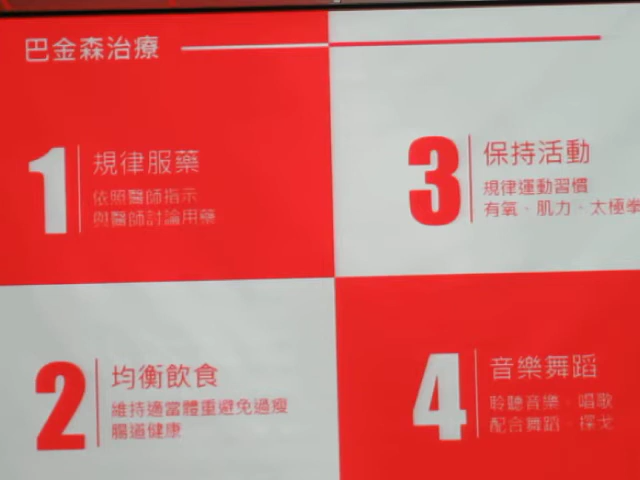 巴金森治療
1
規律服藥
依照醫師指示
與醫師討論用藥
2
均衡飲食
維持適當體重避免過瘦
腸道健康
3
保持活動
規律運動習慣
有氧、肌力、太極拳
4
音樂舞蹈
聆聽音樂、唱歌
配合舞蹈、探戈